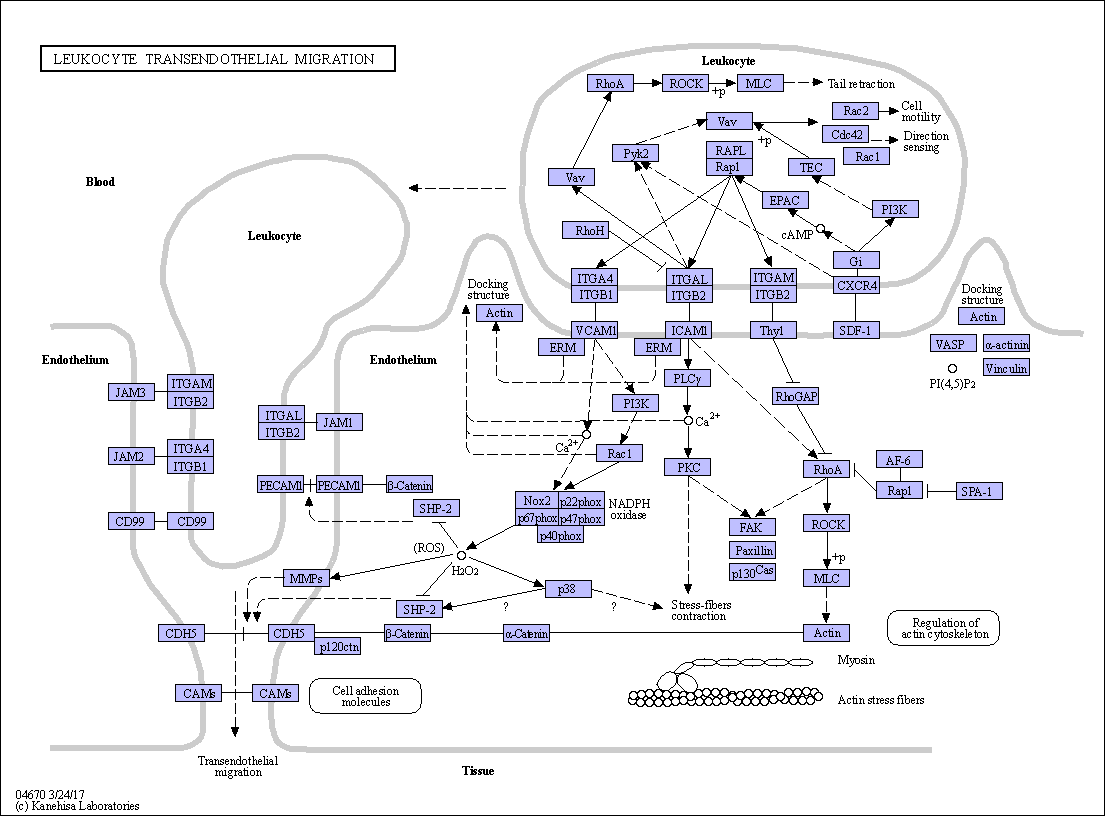 LEUKOCYTE TRANSENDOTHELIAL MIGRATION
Leukocyte
RhoA
ROCK
+p
MLC
Tail retraction
Vav
+p
Rac2
Cell
motility
Cdc42
Direction
sensing
Rac1
Pyk2
RAPL
Rap1
TEC
Vav
EPAC
PI3K
RhoH
cAMP
Gi
Blood
Leukocyte
ITGA4
ITGB1
ITGAL
ITGB2
ITGAM
ITGB2
CXCR4
Docking
structure
Actin
VCAM1
ICAM1
Thy1
SDF-1
Docking
structure
Actin
VASP
α-actinin
PI(4,5)P2
Vinculin
ERM
ERM
Endothelium
Endothelium
PLCγ
PI3K
RhoGAP
JAM3
ITGAM
ITGB2
ITGAL
ITGB2
JAM1
Ca2+
Ca2+
Rac1
JAM2
ITGA4
ITGB1
PKC
RhoA
AF-6
Rap1
SPA-1
PECAM1
PECAM1
β-Catenin
SHP-2
Nox2
p22phox
p67phox
p47phox
p40phox
NADPH
oxidase
CD99
CD99
FAK
Paxillin
p130Cas
ROCK
+p
MLC
(ROS)
H2O2
MMPs
p38
SHP-2
?
?
Stress-fibers
contraction
CDH5
CDH5
p120ctn
β-Catenin
α-Catenin
Actin
Regulation of
actin cytoskeleton
Myosin
Actin stress fibers
CAMs
CAMs
Cell adhesion
molecules
Transendothelial
migration
Tissue
04670 3/24/17
(c) Kanehisa Laboratories